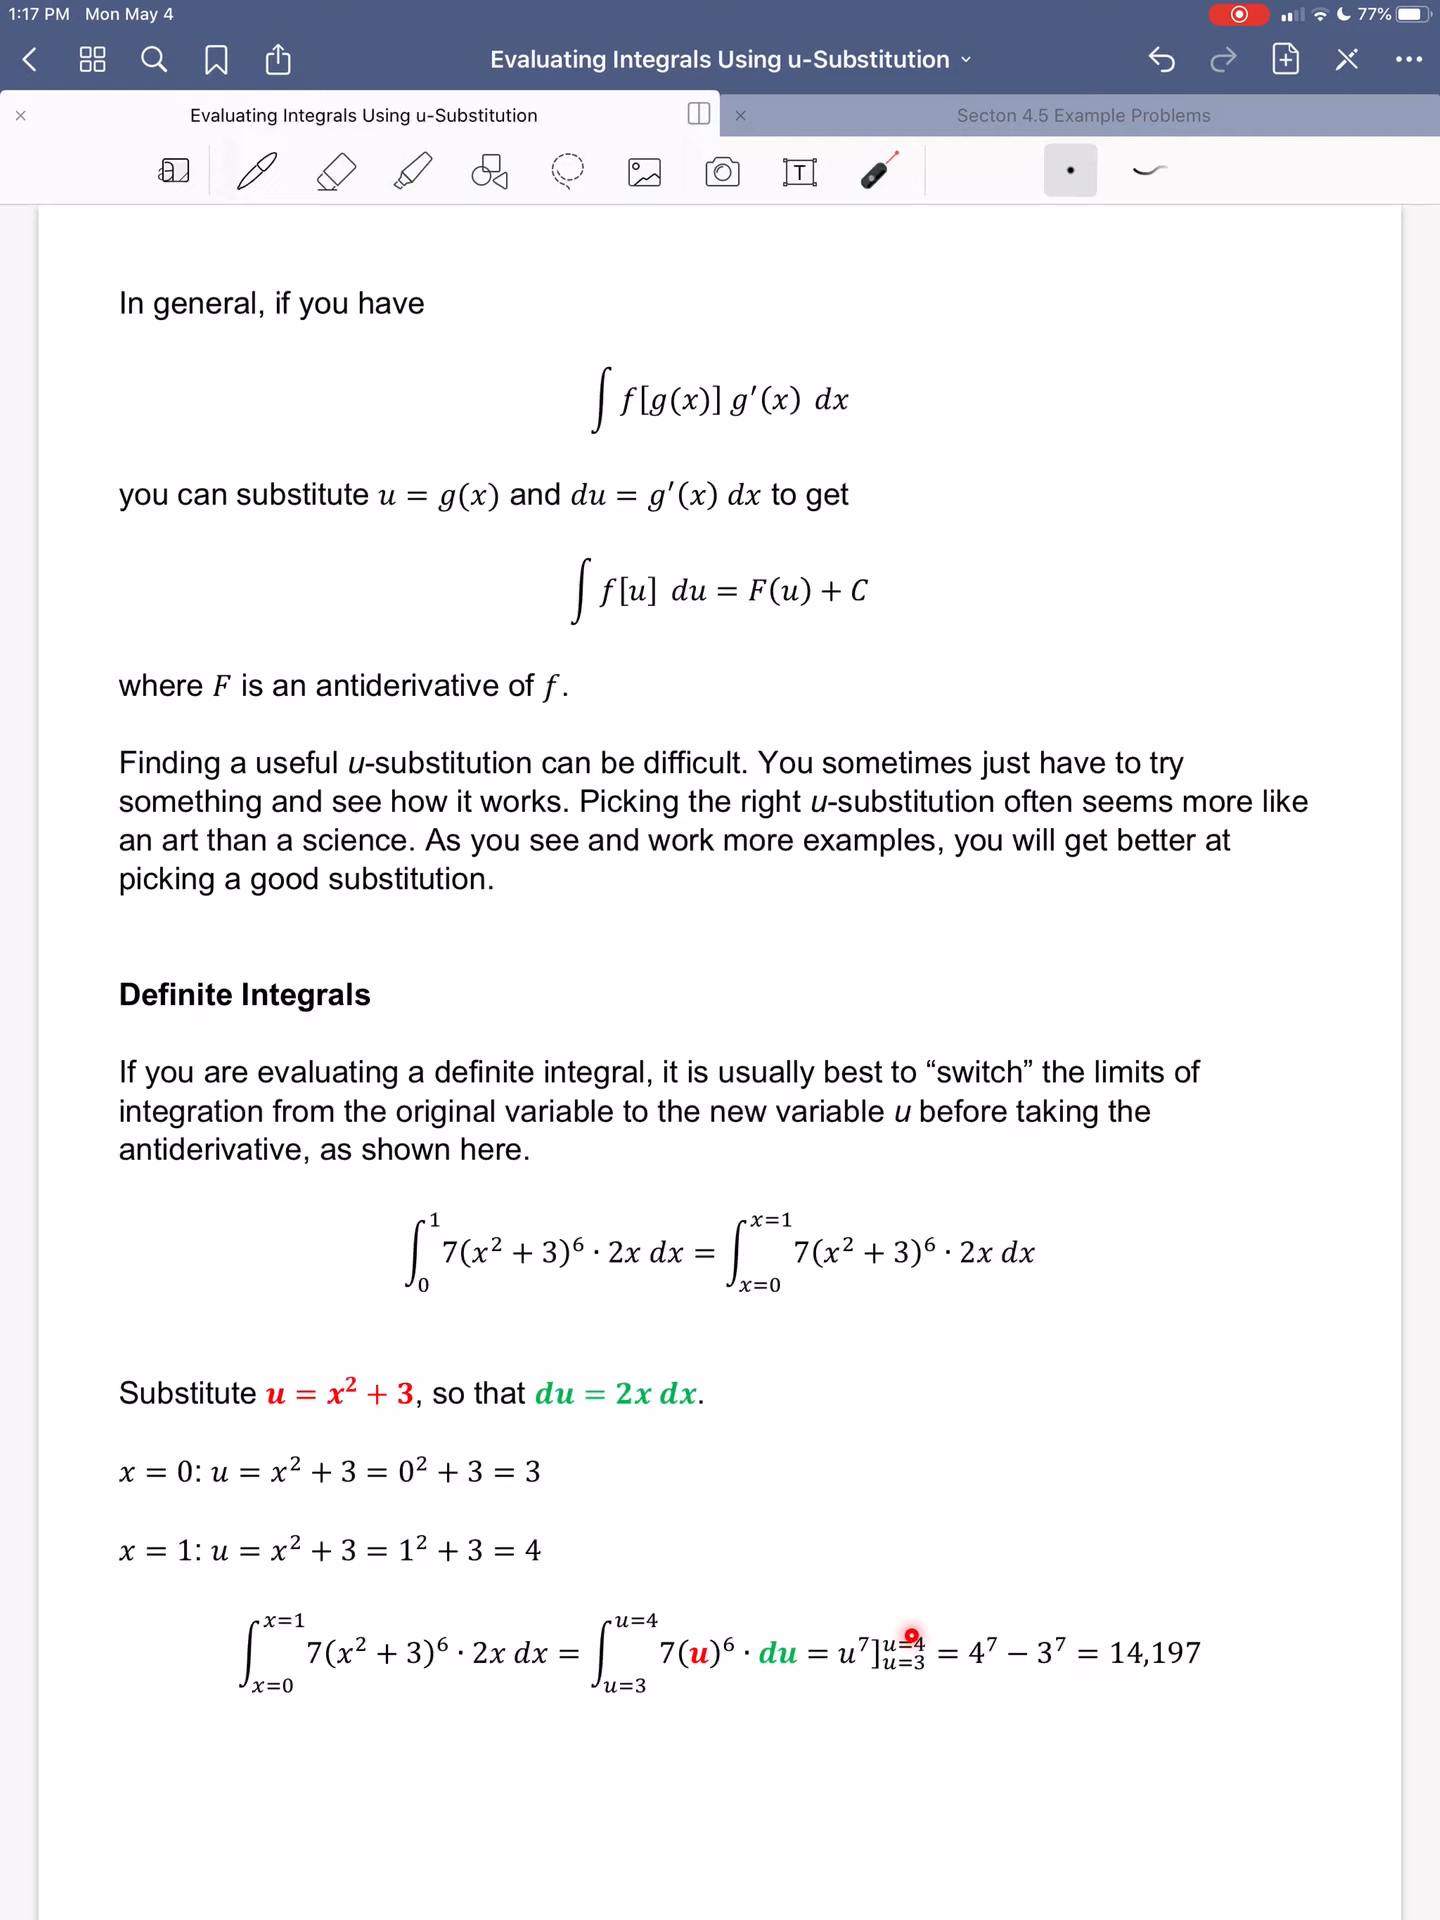 1:17 PM Mon May 4 77%
Evaluating Integrals Using u-Substitution
Evaluating Integrals Using u-Substitution Secton 4.5 Example Problems
In general, if you have
∫ f[g(x)] g′(x) dx
you can substitute u = g(x) and du = g′(x) dx to get
∫ f[u] du = F(u) + C
where F is an antiderivative of f.
Finding a useful u-substitution can be difficult. You sometimes just have to try
something and see how it works. Picking the right u-substitution often seems more like
an art than a science. As you see and work more examples, you will get better at
picking a good substitution.
Definite Integrals
If you are evaluating a definite integral, it is usually best to “switch” the limits of
integration from the original variable to the new variable u before taking the
antiderivative, as shown here.
∫₀¹ 7(x² + 3)⁶ · 2x dx = ∫_{x=0}^{x=1} 7(x² + 3)⁶ · 2x dx
Substitute u = x² + 3, so that du = 2x dx.
x = 0: u = x² + 3 = 0² + 3 = 3
x = 1: u = x² + 3 = 1² + 3 = 4
∫_{x=0}^{x=1} 7(x² + 3)⁶ · 2x dx = ∫_{u=3}^{u=4} 7(u)⁶ · du = u⁷]_{u=3}^{u=4} = 4⁷ − 3⁷ = 14,197